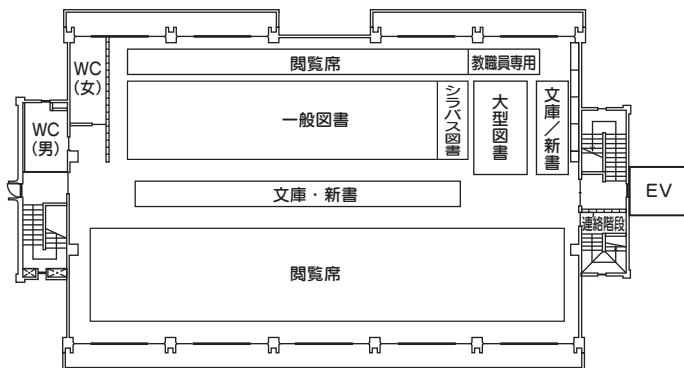 WC
(女)
閲覧席
教職員専用
WC
(男)
一般図書
シラバス図書
大型図書
文庫／新書
文庫・新書
EV
連絡階段
閲覧席